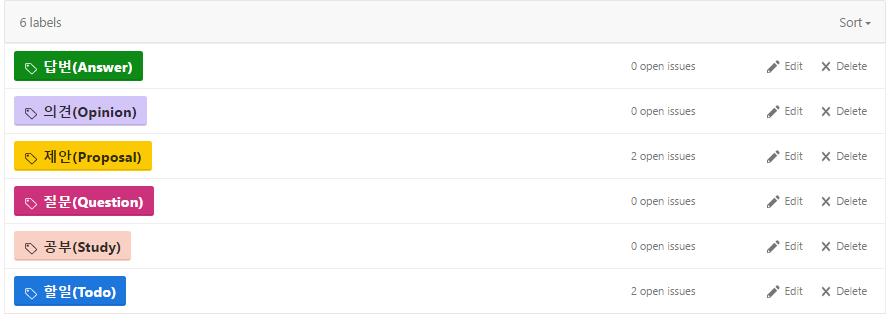 6 labels Sort
답변(Answer) 0 open issues Edit Delete
의견(Opinion) 0 open issues Edit Delete
제안(Proposal) 2 open issues Edit Delete
질문(Question) 0 open issues Edit Delete
공부(Study) 0 open issues Edit Delete
할일(Todo) 2 open issues Edit Delete